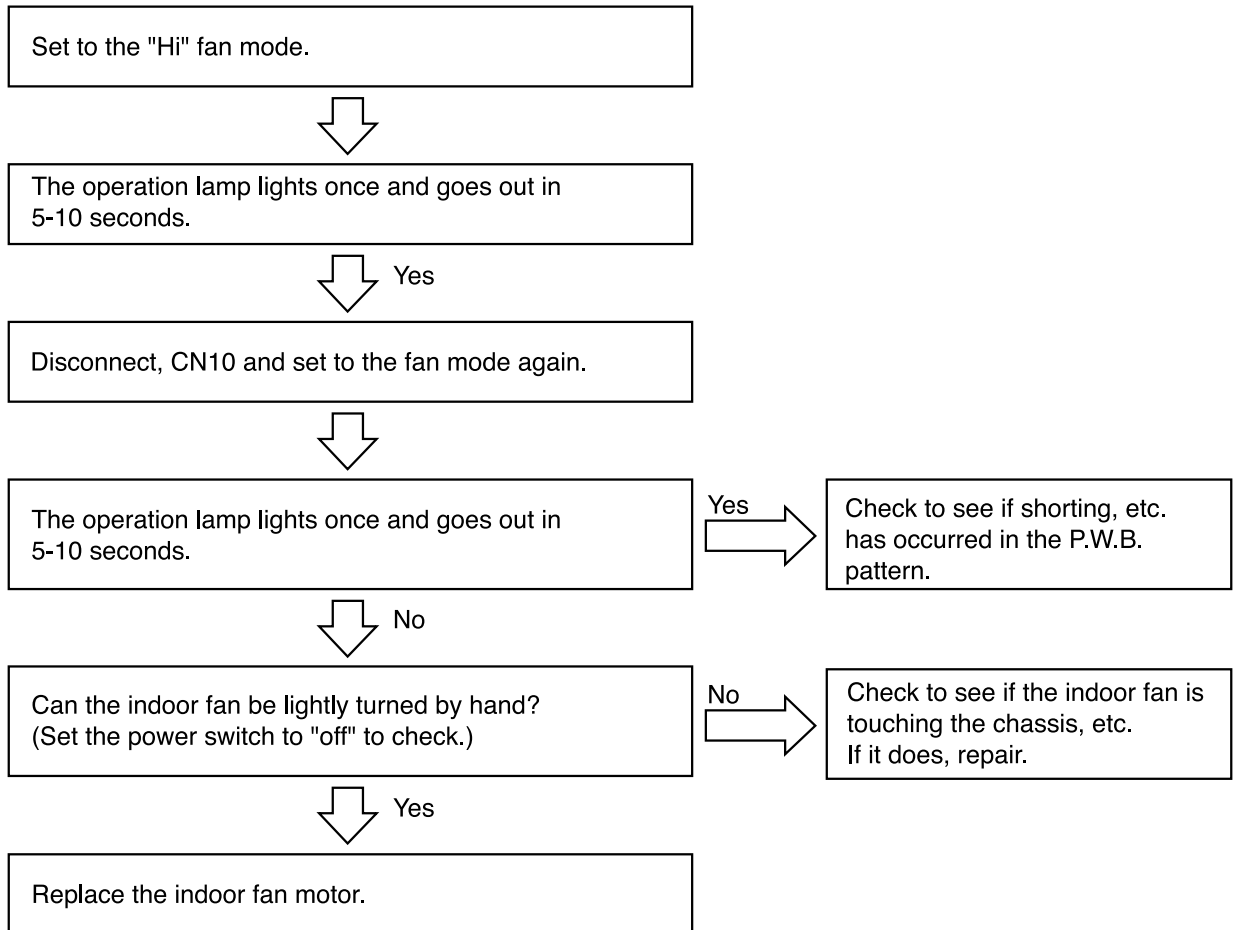 Set to the "Hi" fan mode.
The operation lamp lights once and goes out in
5-10 seconds.
Yes
Disconnect, CN10 and set to the fan mode again.
The operation lamp lights once and goes out in
5-10 seconds.
Yes
Check to see if shorting, etc.
has occurred in the P.W.B.
pattern.
No
Can the indoor fan be lightly turned by hand?
(Set the power switch to "off" to check.)
No
Check to see if the indoor fan is
touching the chassis, etc.
If it does, repair.
Yes
Replace the indoor fan motor.